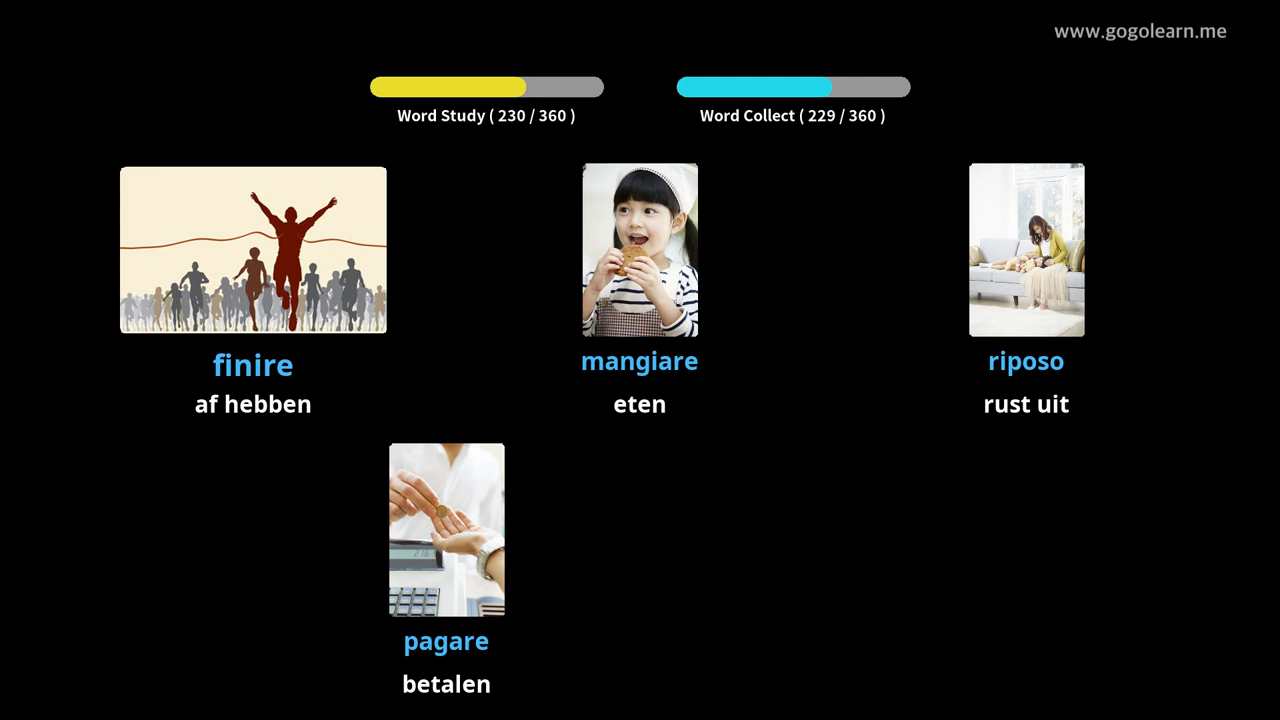 www.gogolearn.me
Word Study ( 230 / 360 )
Word Collect ( 229 / 360 )
finire
af hebben
mangiare
eten
riposo
rust uit
pagare
betalen